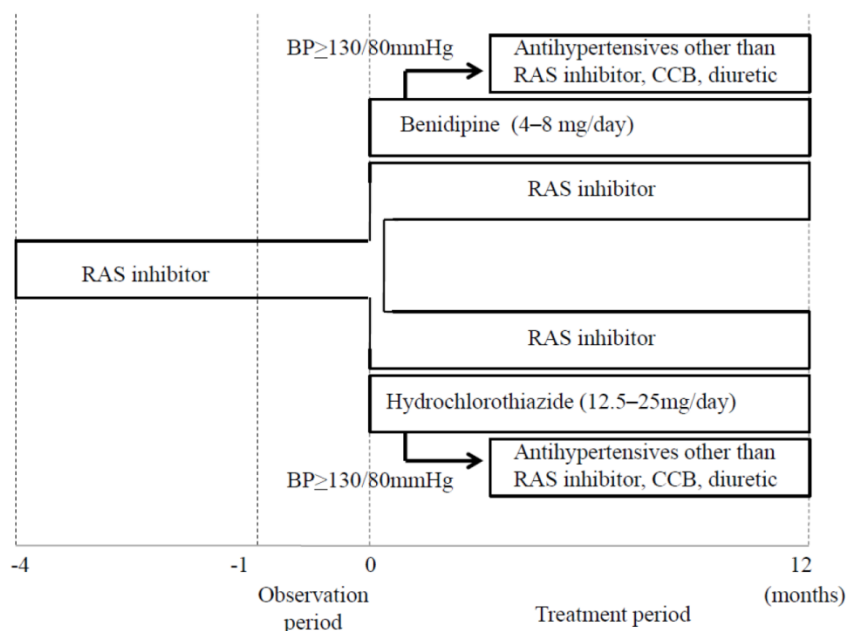 BP≥130/80mmHg
Antihypertensives other than
RAS inhibitor, CCB, diuretic
Benidipine (4–8 mg/day)
RAS inhibitor
RAS inhibitor
RAS inhibitor
Hydrochlorothiazide (12.5–25mg/day)
Antihypertensives other than
RAS inhibitor, CCB, diuretic
BP≥130/80mmHg
-4
-1
0
12
(months)
Observation
period
Treatment period